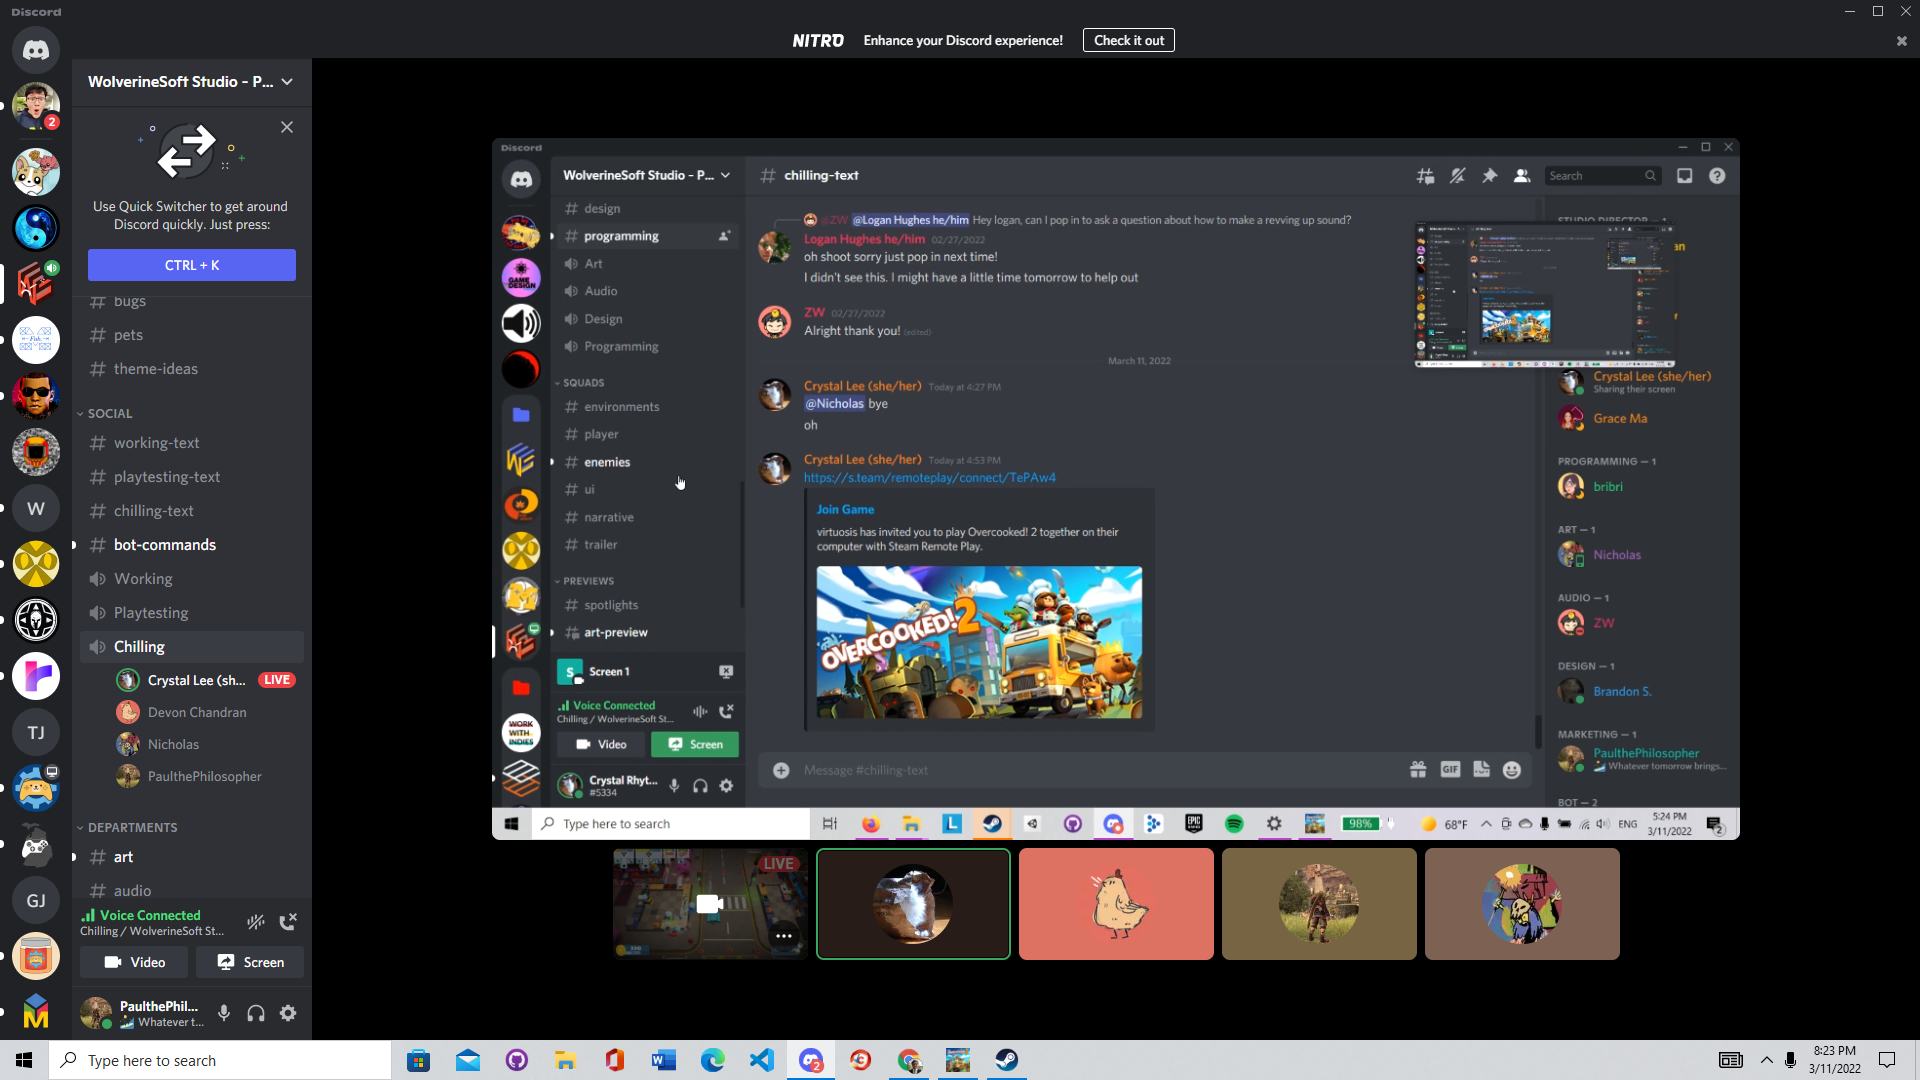 Discord
NITRO Enhance your Discord experience! Check it out
WolverineSoft Studio - P...
Use Quick Switcher to get around
Discord quickly. Just press:
CTRL + K
bugs
pets
theme-ideas
SOCIAL
working-text
playtesting-text
chilling-text
bot-commands
Working
Playtesting
Chilling
Crystal Lee (sh... LIVE
Devon Chandran
Nicholas
PaulthePhilosopher
DEPARTMENTS
art
audio
Voice Connected
Chilling / WolverineSoft St...
Video Screen
PaulthePhil...
Whatever t...
2
W
TJ
GJ
Discord
WolverineSoft Studio - P...
chilling-text
Search
design
programming
Art
Audio
Design
Programming
SQUADS
environments
player
enemies
ui
narrative
trailer
PREVIEWS
spotlights
art-preview
S Screen 1
Voice Connected
Chilling / WolverineSoft St...
Video Screen
Crystal Rhyt...
#5334
GAME DESIGN
WORK
WITH
INDIES
ZW @Logan Hughes he/him Hey logan, can I pop in to ask a question about how to make a revving up sound?
Logan Hughes he/him 02/27/2022
oh shoot sorry just pop in next time!
I didn't see this. I might have a little time tomorrow to help out
ZW 02/27/2022
Alright thank you! (edited)
March 11, 2022
Crystal Lee (she/her) Today at 4:27 PM
@Nicholas bye
oh
Crystal Lee (she/her) Today at 4:53 PM
https://s.team/remoteplay/connect/TePAw4
Join Game
virtuosis has invited you to play Overcooked! 2 together on their
computer with Steam Remote Play.
OVERCOOKED! 2
Message #chilling-text
GIF
STUDIO DIRECTOR — 1
Crystal Lee (she/her)
Sharing their screen
Grace Ma
PROGRAMMING — 1
bribri
ART — 1
Nicholas
AUDIO — 1
ZW
DESIGN — 1
Brandon S.
MARKETING — 1
PaulthePhilosopher
Whatever tomorrow brings...
BOT — 2
Type here to search
L
EPIC
98%
68°F
ENG
5:24 PM
3/11/2022
2
LIVE
Type here to search
2
8:23 PM
3/11/2022